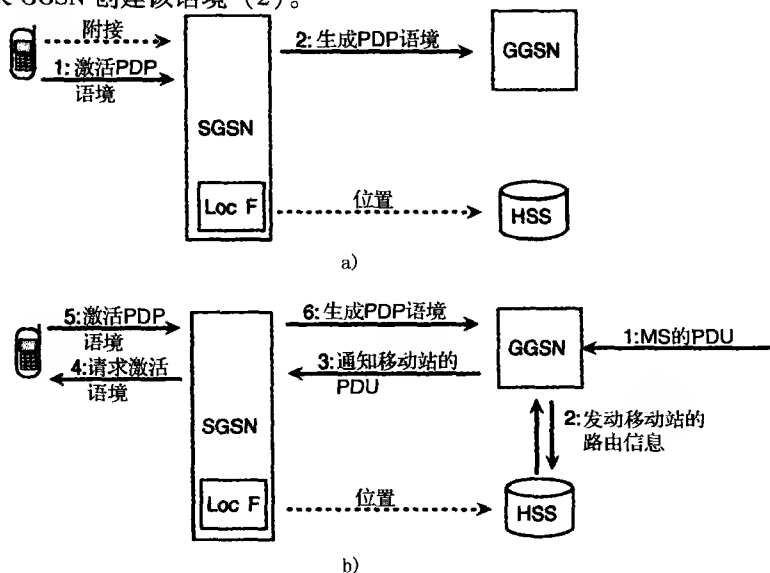 GGSN 创建该语境（2）。
附接
1: 激活PDP
语境
2: 生成PDP语境
GGSN
SGSN
Loc F
位置
HSS
a)
5:激活PDP
语境
4:请求激活
语境
6: 生成PDP语境
3:通知移动站的
PDU
GGSN
1:MS的PDU
2:发动移动站的
路由信息
SGSN
Loc F
位置
HSS
b)